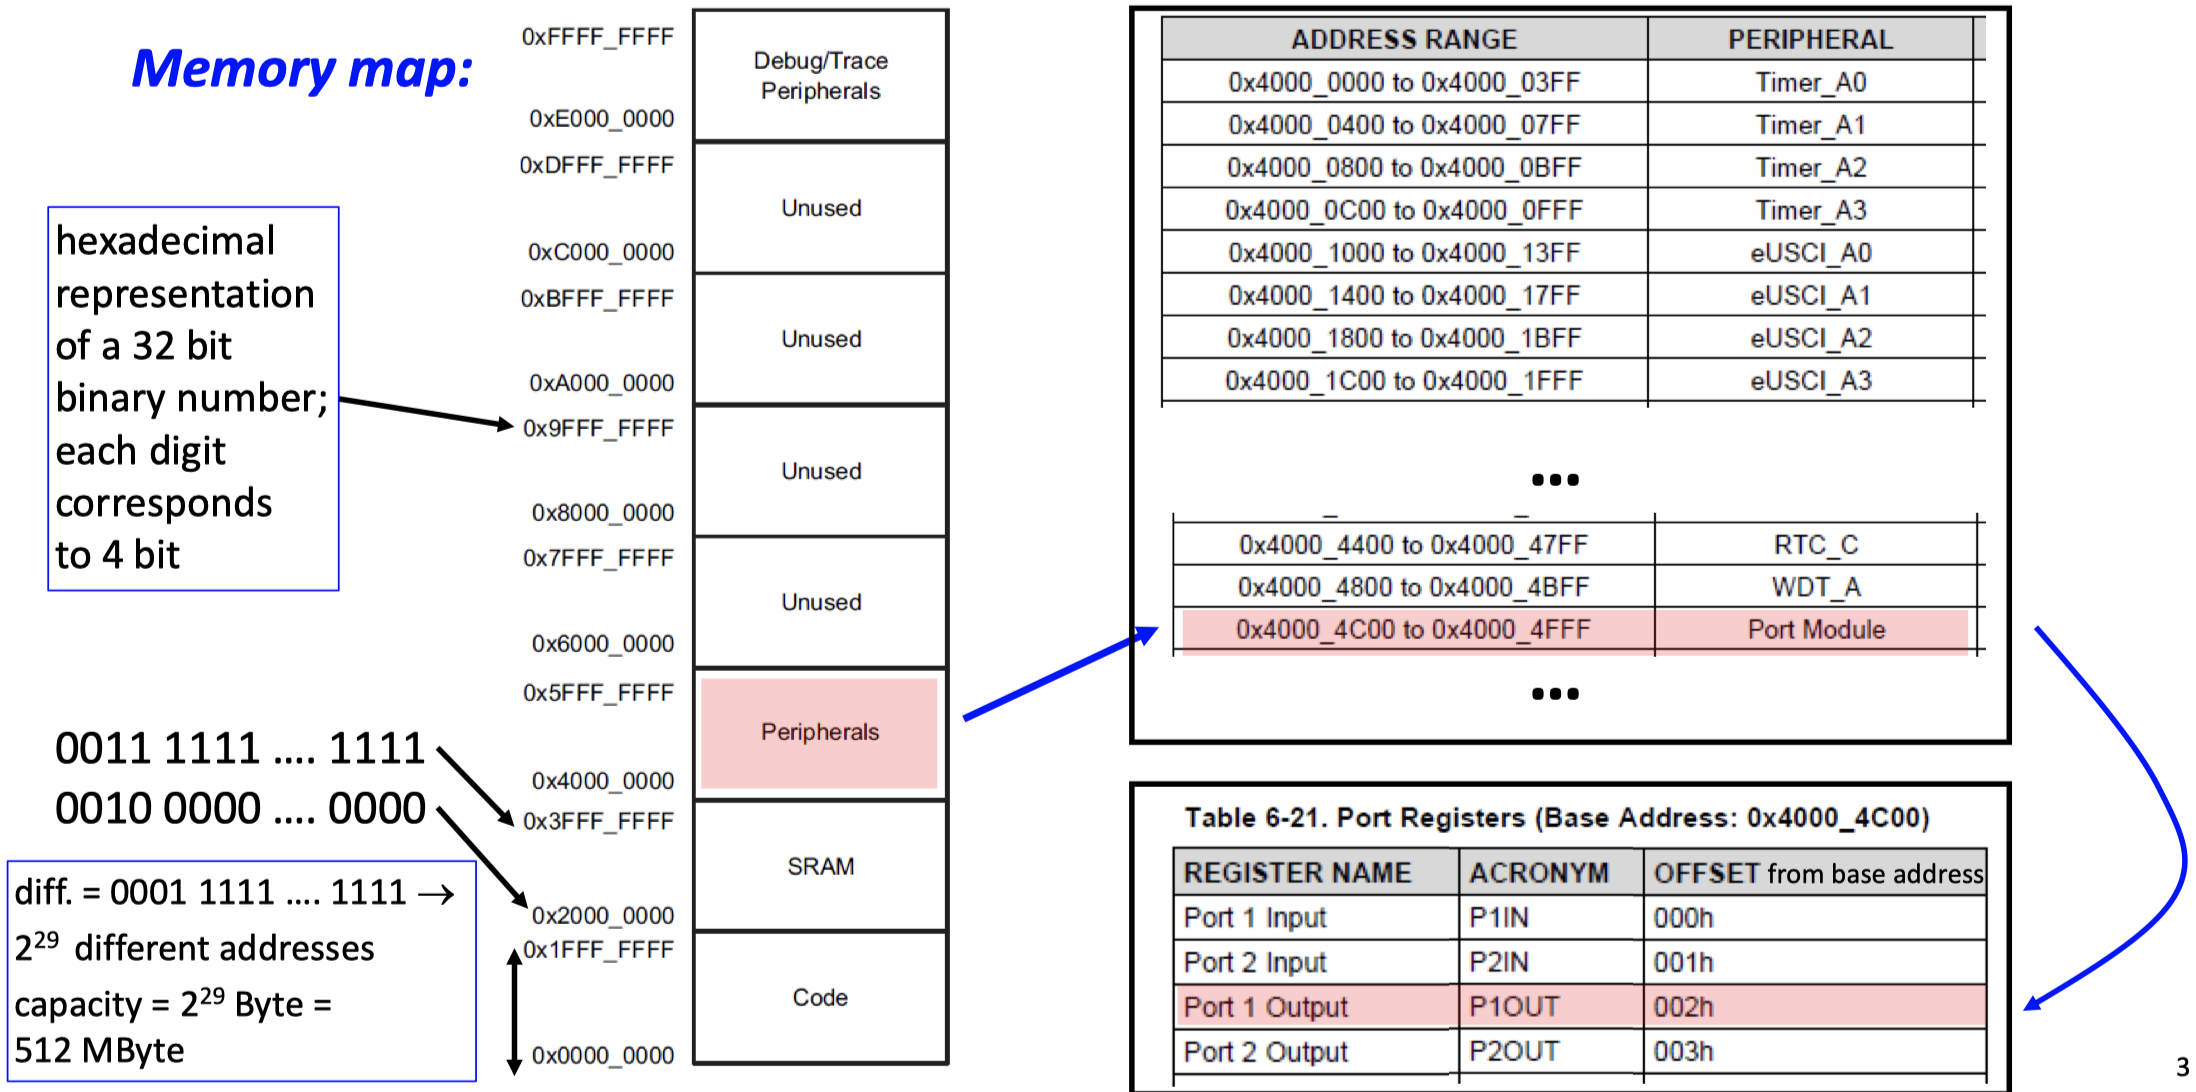 Memory map:
hexadecimal
representation
of a 32 bit
binary number;
each digit
corresponds
to 4 bit
0011 1111 .... 1111
0010 0000 .... 0000
diff. = 0001 1111 .... 1111 →
2²⁹ different addresses
capacity = 2²⁹ Byte =
512 MByte
0xFFFF_FFFF
Debug/Trace
Peripherals
0xE000_0000
0xDFFF_FFFF
Unused
0xC000_0000
0xBFFF_FFFF
Unused
0xA000_0000
0x9FFF_FFFF
Unused
0x8000_0000
0x7FFF_FFFF
Unused
0x6000_0000
0x5FFF_FFFF
Peripherals
0x4000_0000
0x3FFF_FFFF
SRAM
0x2000_0000
0x1FFF_FFFF
Code
0x0000_0000
ADDRESS RANGE PERIPHERAL
0x4000_0000 to 0x4000_03FF Timer_A0
0x4000_0400 to 0x4000_07FF Timer_A1
0x4000_0800 to 0x4000_0BFF Timer_A2
0x4000_0C00 to 0x4000_0FFF Timer_A3
0x4000_1000 to 0x4000_13FF eUSCI_A0
0x4000_1400 to 0x4000_17FF eUSCI_A1
0x4000_1800 to 0x4000_1BFF eUSCI_A2
0x4000_1C00 to 0x4000_1FFF eUSCI_A3
...
0x4000_4400 to 0x4000_47FF RTC_C
0x4000_4800 to 0x4000_4BFF WDT_A
0x4000_4C00 to 0x4000_4FFF Port Module
...
Table 6-21. Port Registers (Base Address: 0x4000_4C00)
REGISTER NAME ACRONYM OFFSET from base address
Port 1 Input P1IN 000h
Port 2 Input P2IN 001h
Port 1 Output P1OUT 002h
Port 2 Output P2OUT 003h
3